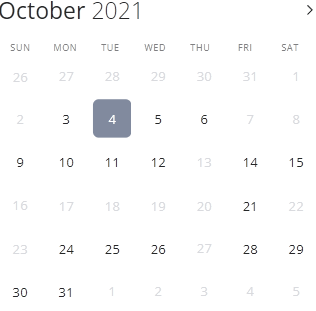 October 2021
SUN MON TUE WED THU FRI SAT
26 27 28 29 30 31 1
2 3 4 5 6 7 8
9 10 11 12 13 14 15
16 17 18 19 20 21 22
23 24 25 26 27 28 29
30 31 1 2 3 4 5